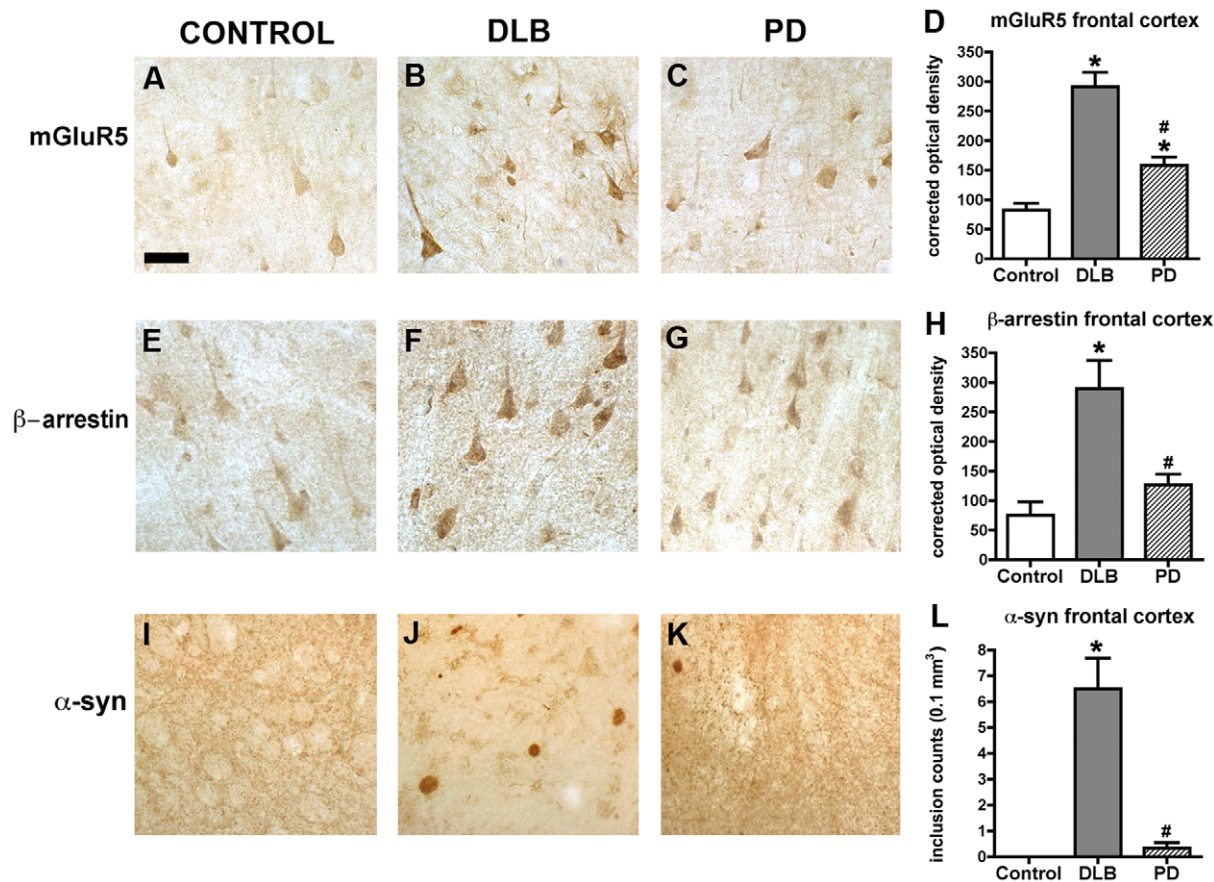 CONTROL DLB PD
mGluR5
A B C
D
mGluR5 frontal cortex
corrected optical density
350
300
250
200
150
100
50
0
*
#
*
Control DLB PD
β–arrestin
E F G
H
β-arrestin frontal cortex
corrected optical density
350
300
250
200
150
100
50
0
*
#
Control DLB PD
α-syn
I J K
L
α-syn frontal cortex
inclusion counts (0.1 mm³)
8
7
6
5
4
3
2
1
0
*
#
Control DLB PD